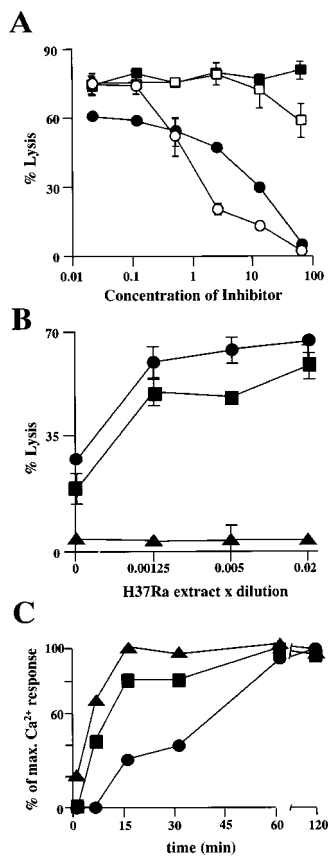 A
90
60
30
0
% Lysis
0.01 0.1 1 10 100
Concentration of Inhibitor
B
70
35
0
% Lysis
0 0.00125 0.005 0.02
H37Ra extract x dilution
C
100
60
0
% of max. Ca²⁺ response
0 15 30 45 60 120
time (min)